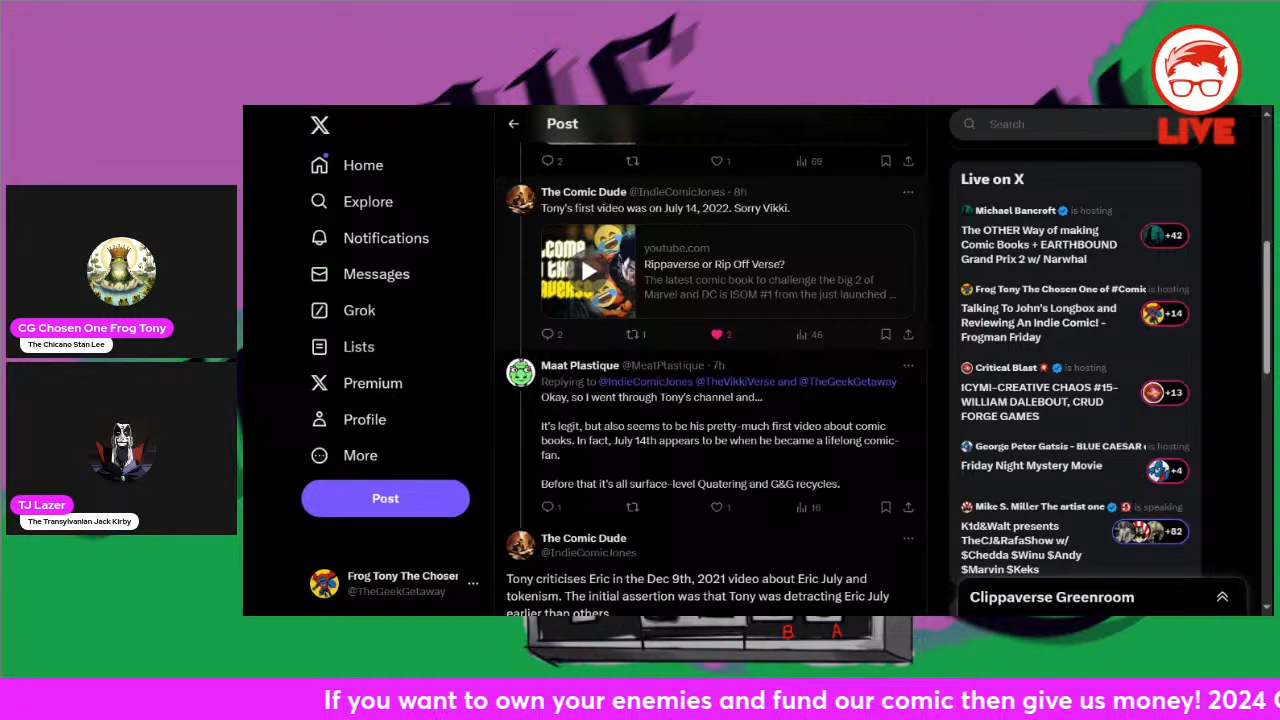 LIVE
CG Chosen One Frog Tony
The Chicano Stan Lee
TJ Lazer
The Transylvanian Jack Kirby
Home
Explore
Notifications
Messages
Grok
Lists
Premium
Profile
More
Post
Frog Tony The Choser
@TheGeekGetaway
Post
2
1
69
The Comic Dude @IndieComicJones · 8h
Tony's first video was on July 14, 2022. Sorry Vikki.
youtube.com
Rippaverse or Rip Off Verse?
The latest comic book to challenge the big 2 of
Marvel and DC is ISOM #1 from the just launched ...
2
1
2
46
Maat Plastique @MeatPlastique · 7h
Replying to @IndieComicJones @TheVikkiVerse and @TheGeekGetaway
Okay, so I went through Tony's channel and...
It's legit, but also seems to be his pretty-much first video about comic
books. In fact, July 14th appears to be when he became a lifelong comic-
fan.
Before that it's all surface-level Quatering and G&G recycles.
1
1
16
The Comic Dude
@IndieComicJones
Tony criticises Eric in the Dec 9th, 2021 video about Eric July and
tokenism. The initial assertion was that Tony was detracting Eric July
earlier than others
Search
Live on X
Michael Bancroft is hosting
The OTHER Way of making
Comic Books + EARTHBOUND
Grand Prix 2 w/ Narwhal
+42
Frog Tony The Chosen One of #Comic is hosting
Talking To John's Longbox and
Reviewing An Indie Comic! -
Frogman Friday
+14
Critical Blast is hosting
ICYMI-CREATIVE CHAOS #15-
WILLIAM DALEBOUT, CRUD
FORGE GAMES
+13
George Peter Gatsis - BLUE CAESAR is hosting
Friday Night Mystery Movie
+4
Mike S. Miller The artist one is speaking
K1d&Walt presents
TheCJ&RafaShow w/
$Chedda $Winu $Andy
$Marvin $Keks
+82
Clippaverse Greenroom
B A
If you want to own your enemies and fund our comic then give us money! 2024